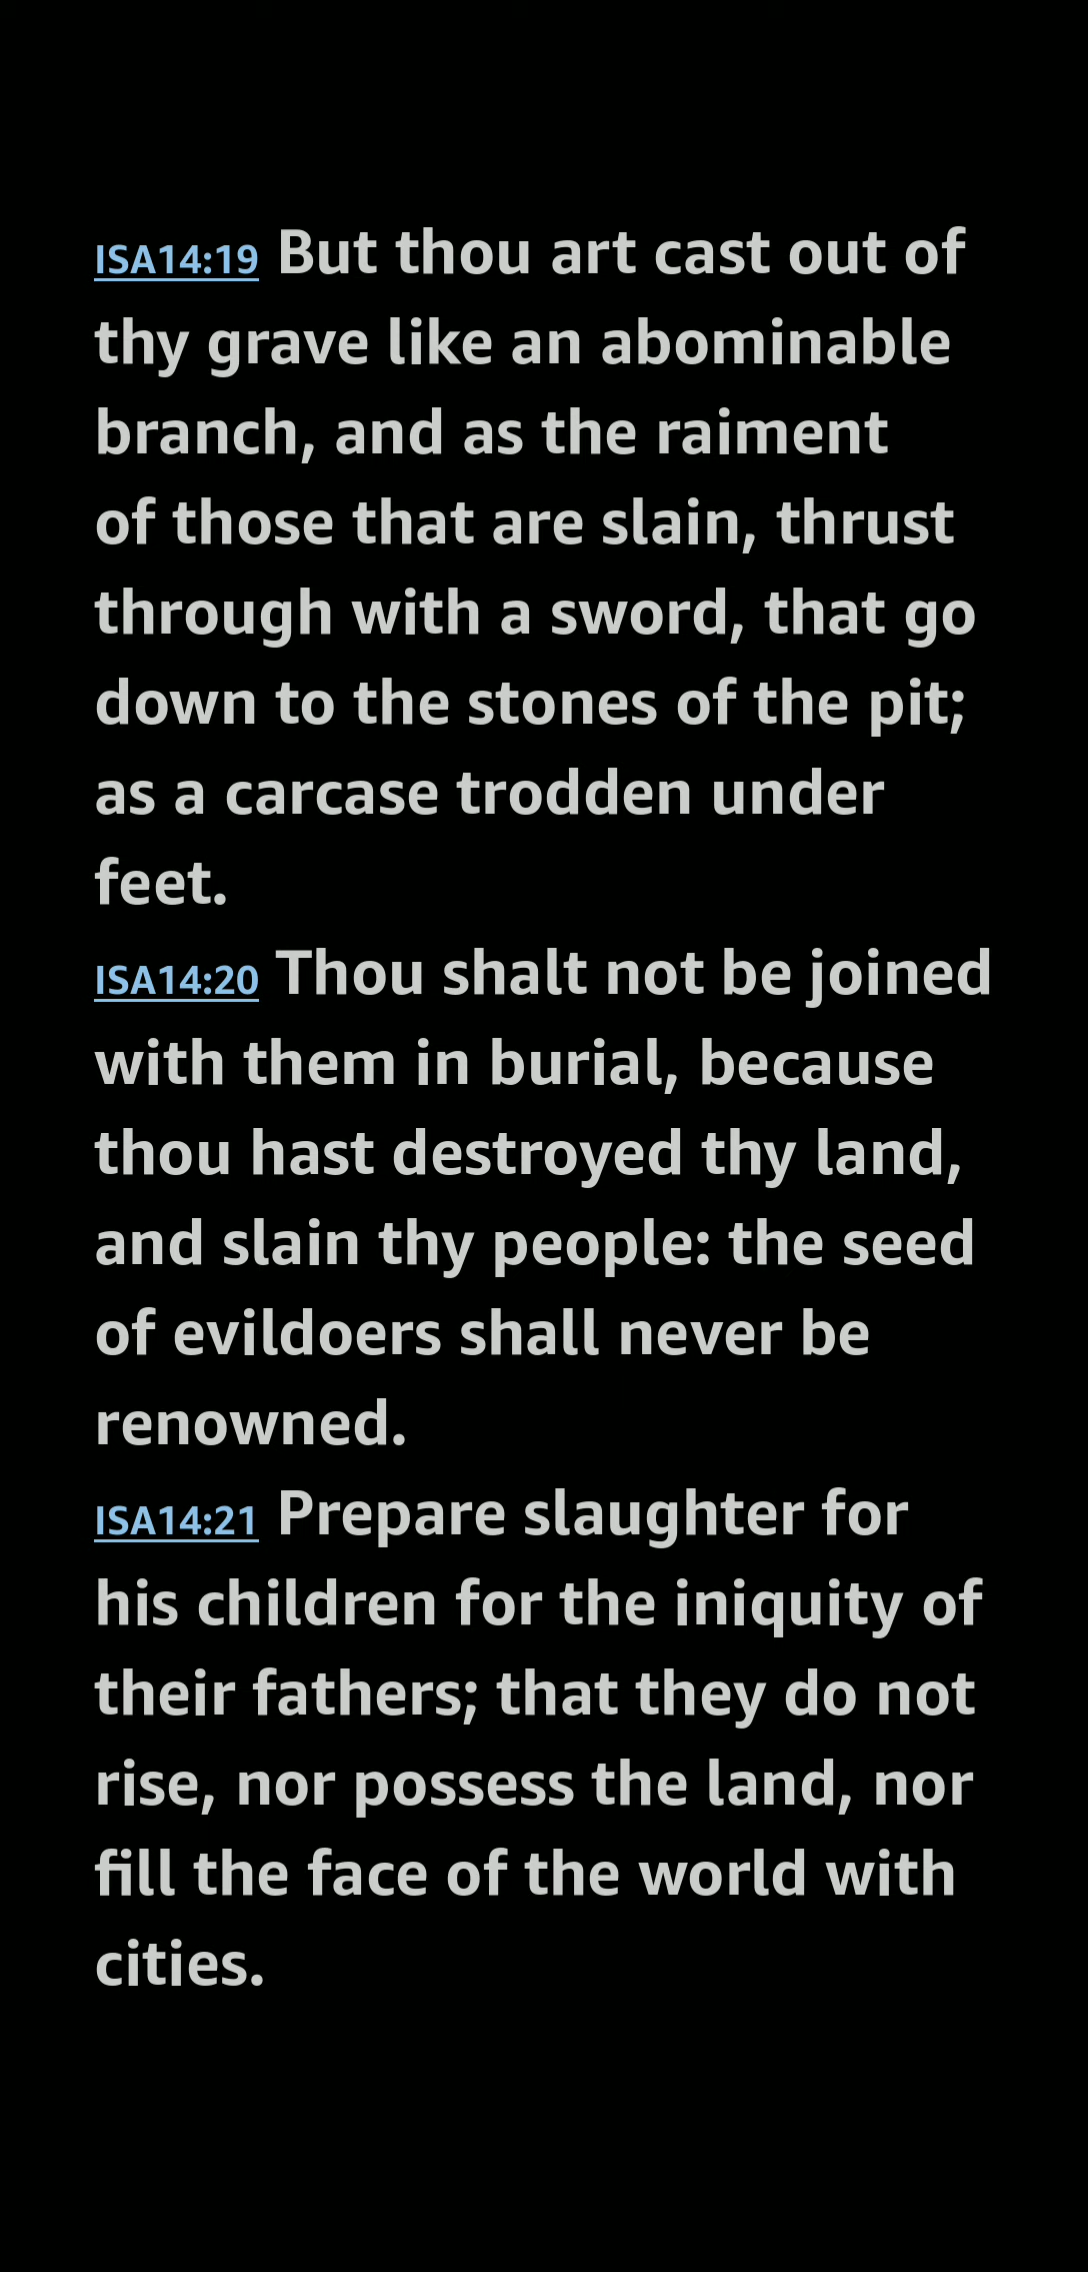 ISA14:19 But thou art cast out of
thy grave like an abominable
branch, and as the raiment
of those that are slain, thrust
through with a sword, that go
down to the stones of the pit;
as a carcase trodden under
feet.
ISA14:20 Thou shalt not be joined
with them in burial, because
thou hast destroyed thy land,
and slain thy people: the seed
of evildoers shall never be
renowned.
ISA14:21 Prepare slaughter for
his children for the iniquity of
their fathers; that they do not
rise, nor possess the land, nor
fill the face of the world with
cities.